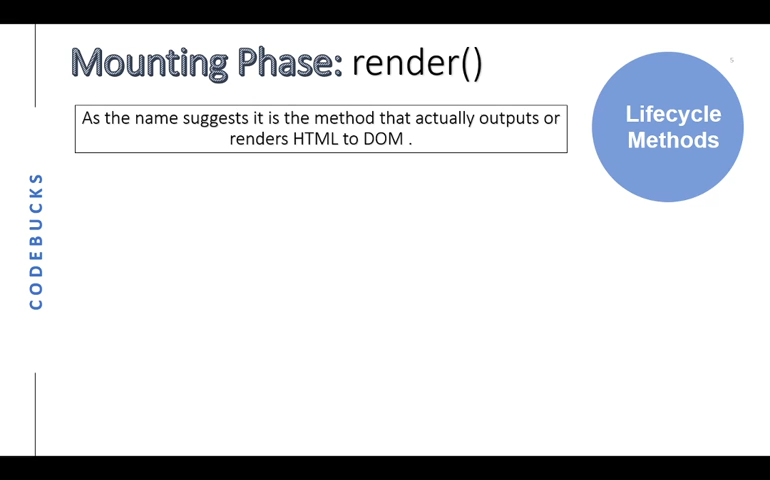 Mounting Phase: render()
5
As the name suggests it is the method that actually outputs or
renders HTML to DOM .
Lifecycle
Methods
CODEBUCKS